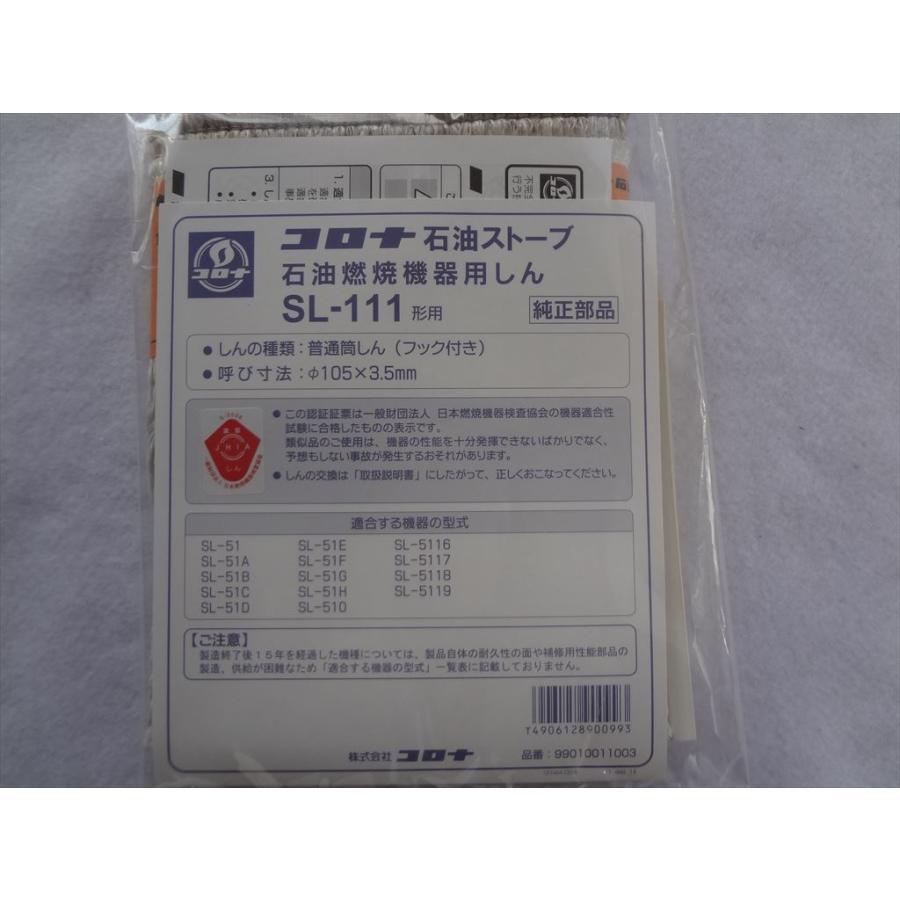 コロナ
コロナ 石油ストーブ
石油燃焼機器用しん
SL-111 形用
純正部品
● しんの種類:普通筒しん(フック付き)
● 呼び寸法:φ105×3.5mm
JHIA
しん
● この認証証票は一般財団法人 日本燃焼機器検査協会の機器適合性
試験に合格したものの表示です。
類似品のご使用は、機器の性能を十分発揮できないばかりでなく、
予想もしない事故が発生するおそれがあります。
● しんの交換は「取扱説明書」にしたがって、正しくおこなってください。
適合する機器の型式
SL-51 SL-51E SL-5116
SL-51A SL-51F SL-5117
SL-51B SL-51G SL-5118
SL-51C SL-51H SL-5119
SL-51D SL-510
【ご注意】
製造終了後15年を経過した機種については、製品自体の耐久性の面や補修用性能部品の
製造、供給が困難なため「適合する機器の型式」一覧表に記載しておりません。
T4906128900993
株式会社 コロナ
品番:99010011003